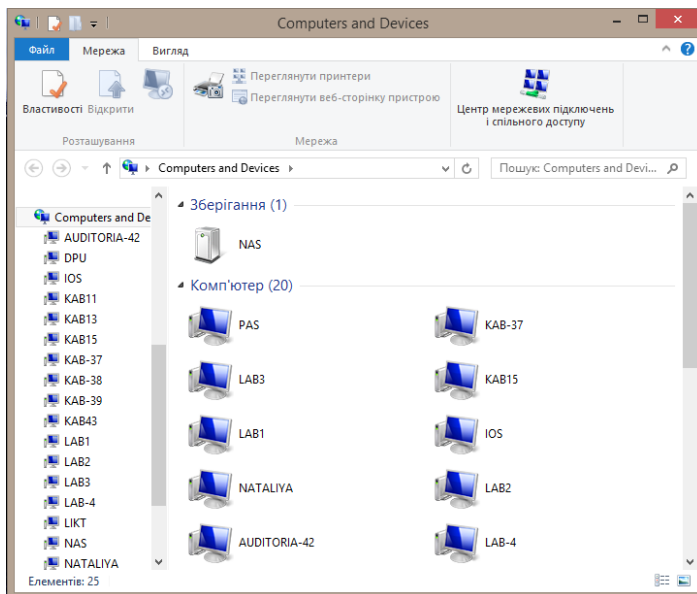 Computers and Devices
Файл Мережа Вигляд
Властивості Відкрити
Переглянути принтери
Переглянути веб-сторінку пристрою
Центр мережевих підключень
і спільного доступу
Розташування Мережа
Computers and Devices
Пошук: Computers and Devi...
Computers and De
AUDITORIA-42
DPU
IOS
KAB11
KAB13
KAB15
KAB-37
KAB-38
KAB-39
KAB43
LAB1
LAB2
LAB3
LAB-4
LIKT
NAS
NATALIYA
Зберігання (1)
NAS
Комп'ютер (20)
PAS KAB-37
LAB3 KAB15
LAB1 IOS
NATALIYA LAB2
AUDITORIA-42 LAB-4
Елементів: 25